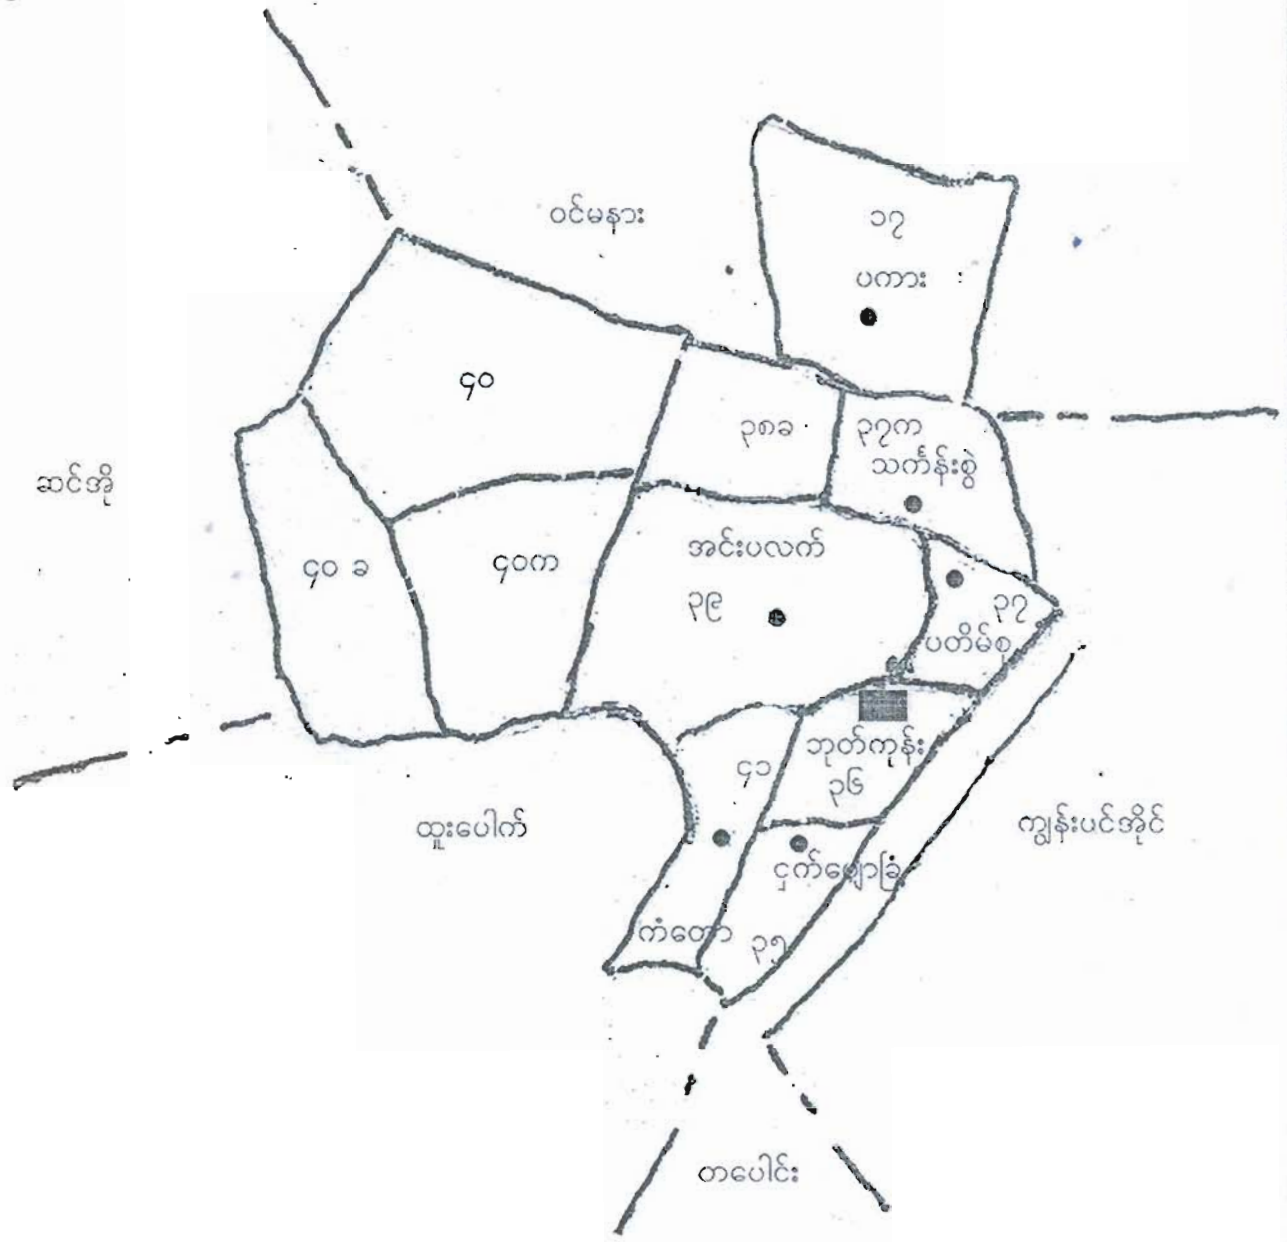 ဝင်မနား
၁၇
ပကား
၄၀
၃၈ခ
၃၇က
သင်္ကန်းစွဲ
ဆင်အို
၄၀ ခ
၄၀က
အင်းပလက်
၃၉
၃၇
ပတိမ်စု
ဘုတ်ကုန်း
၃၆
၄၁
ထူးပေါက်
ကျွန်းပင်အိုင်
ငှက်ပျောခြံ
ကံတော
၃၅
တပေါင်း